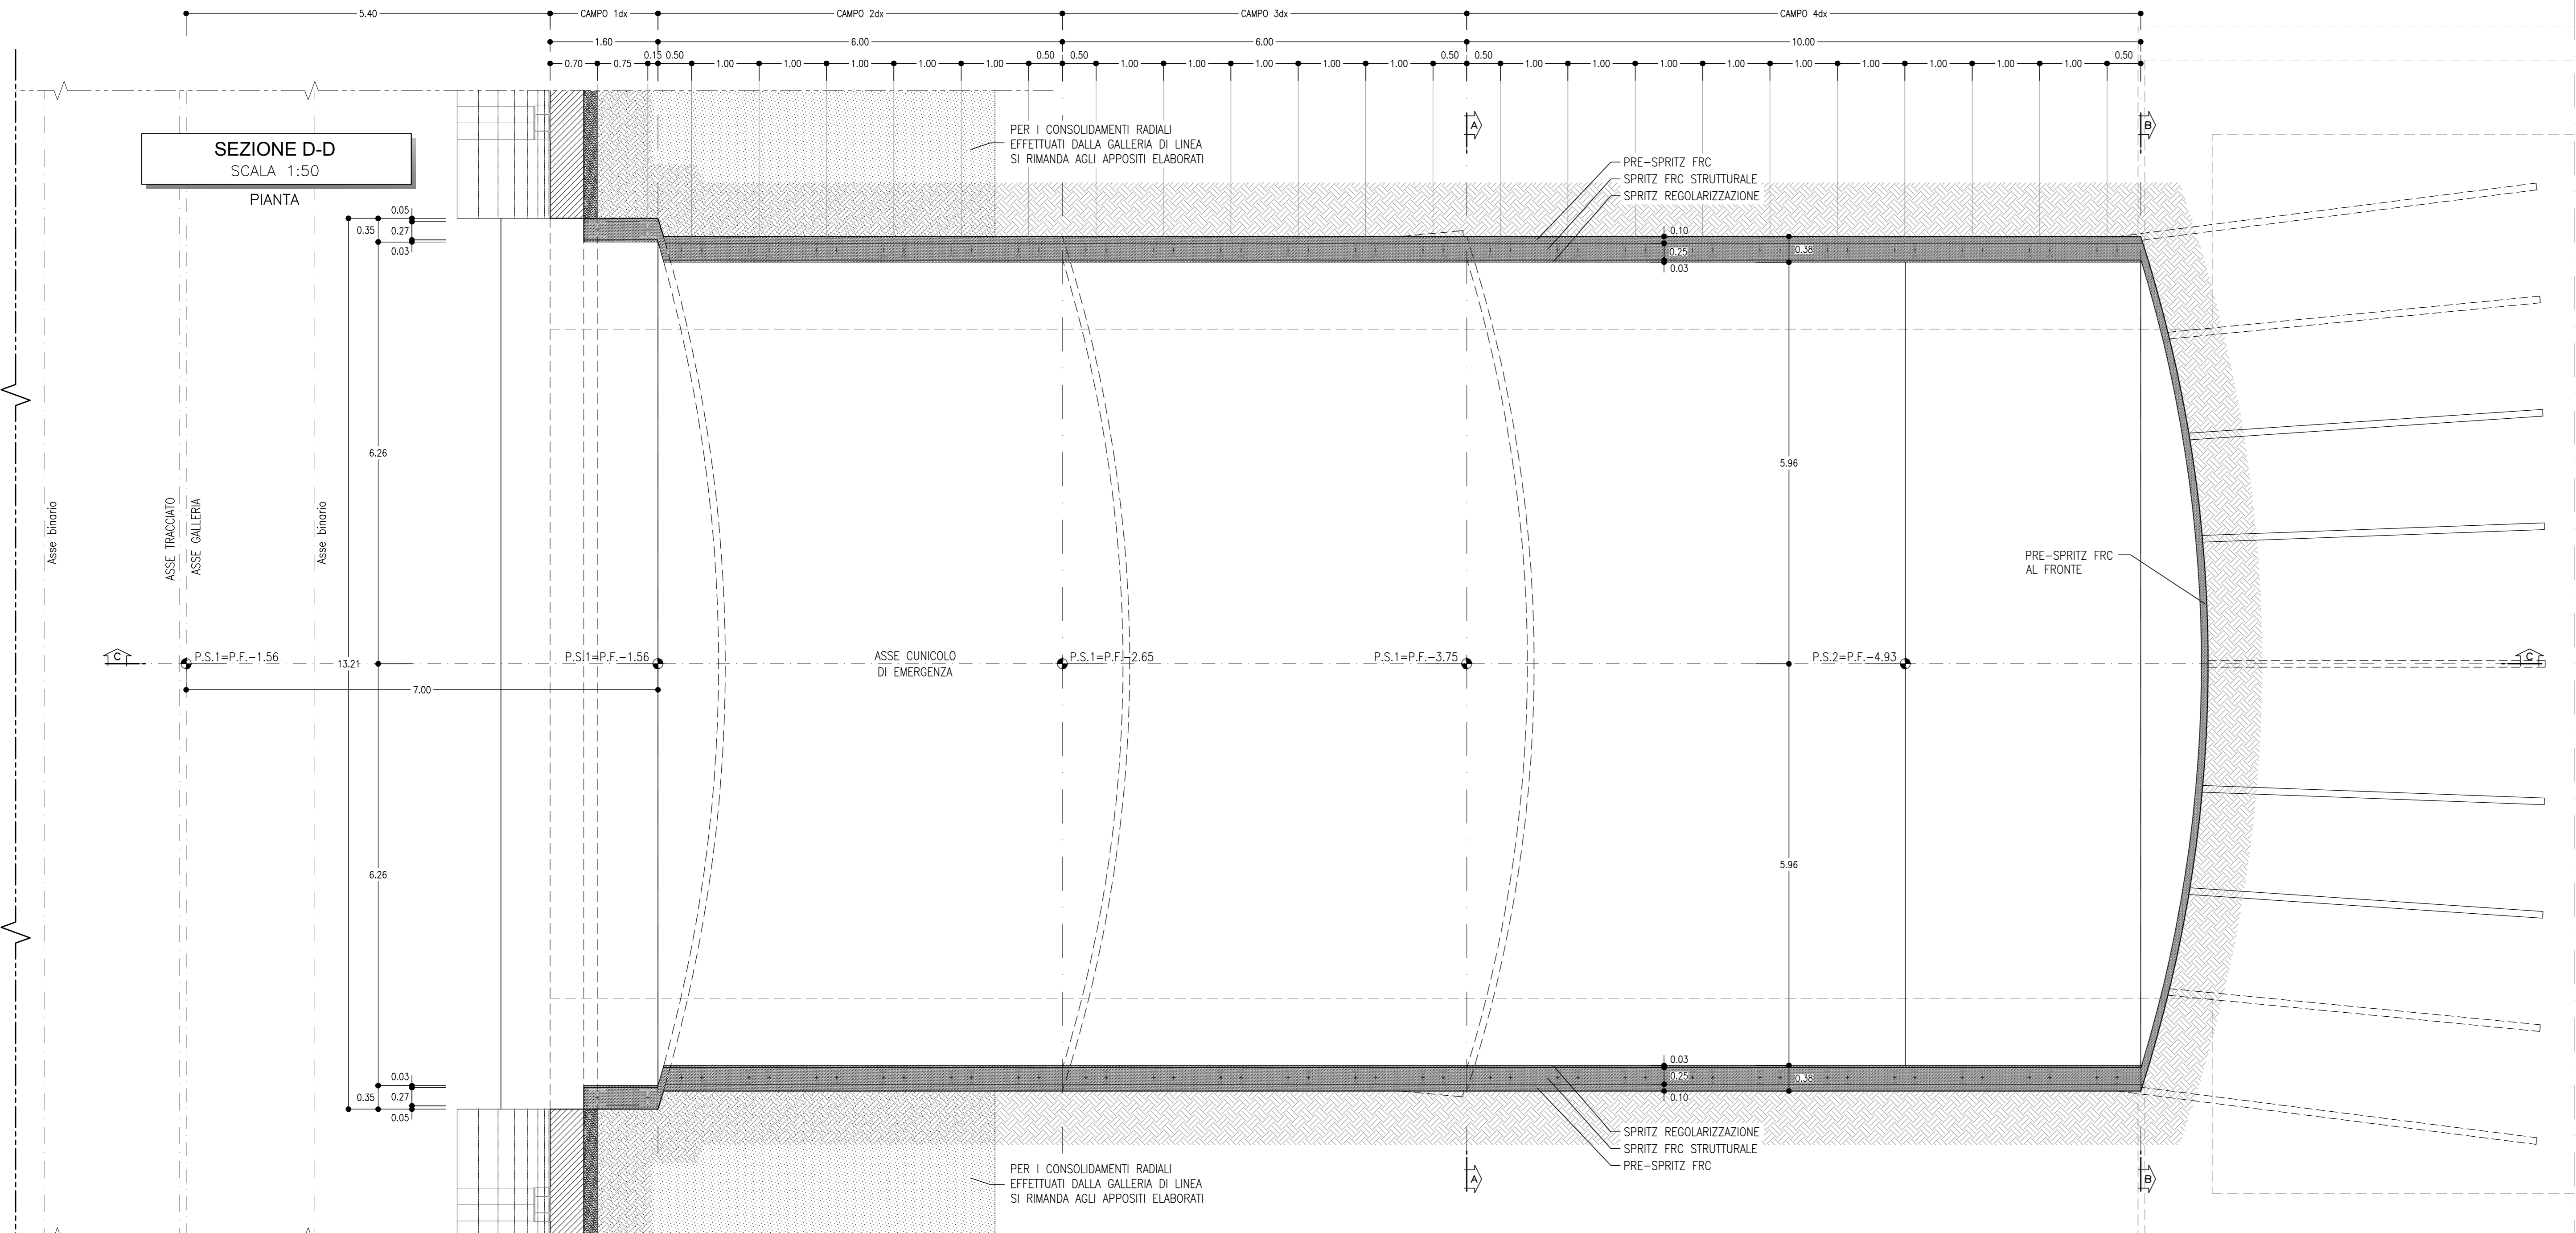 5.40 CAMPO 1dx CAMPO 2dx CAMPO 3dx CAMPO 4dx
1.60 6.00 6.00 10.00
0.70 0.75 0.15 0.50 1.00 1.00 1.00 1.00 1.00 0.50 0.50 1.00 1.00 1.00 1.00 1.00 0.50 0.50 1.00 1.00 1.00 1.00 1.00 1.00 1.00 1.00 1.00 0.50
A
B
SEZIONE D-D
SCALA 1:50
PIANTA
PER I CONSOLIDAMENTI RADIALI
EFFETTUATI DALLA GALLERIA DI LINEA
SI RIMANDA AGLI APPOSITI ELABORATI
PRE-SPRITZ FRC
SPRITZ FRC STRUTTURALE
SPRITZ REGOLARIZZAZIONE
0.05
0.35 0.27
0.03
0.10
0.25 0.38
0.03
6.26
5.96
Asse binario
ASSE TRACCIATO
ASSE GALLERIA
Asse binario
PRE-SPRITZ FRC
AL FRONTE
C
P.S.1=P.F.-1.56
13.21
P.S.1=P.F.-1.56
ASSE CUNICOLO
DI EMERGENZA
P.S.1=P.F.-2.65
P.S.1=P.F.-3.75
P.S.2=P.F.-4.93
C
7.00
6.26
5.96
0.03
0.35 0.27
0.05
0.03
0.25 0.38
0.10
SPRITZ REGOLARIZZAZIONE
SPRITZ FRC STRUTTURALE
PRE-SPRITZ FRC
PER I CONSOLIDAMENTI RADIALI
EFFETTUATI DALLA GALLERIA DI LINEA
SI RIMANDA AGLI APPOSITI ELABORATI
A
B